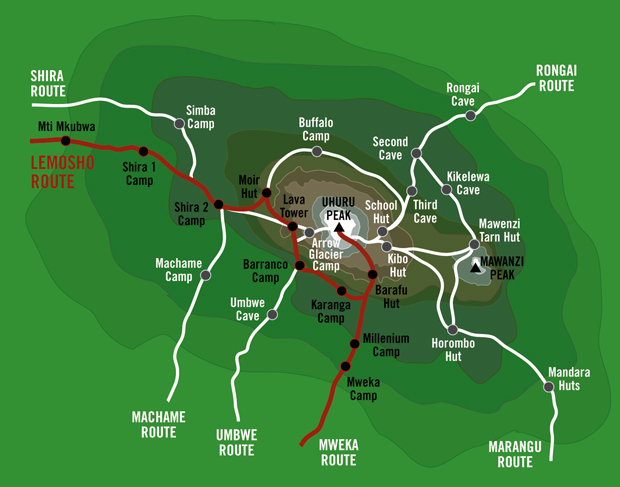 SHIRA
ROUTE
RONGAI
ROUTE
Rongai
Cave
Simba
Camp
Buffalo
Camp
Mti Mkubwa
Second
Cave
LEMOSHO
ROUTE
Shira 1
Camp
Moir
Hut
Kikelewa
Cave
Shira 2
Camp
Lava
Tower
UHURU
PEAK
School
Hut
Third
Cave
Mawenzi
Tarn Hut
Arrow
Glacier
Camp
Kibo
Hut
MAWANZI
PEAK
Machame
Camp
Barranco
Camp
Barafu
Hut
Umbwe
Cave
Karanga
Camp
Millenium
Camp
Horombo
Hut
Mweka
Camp
Mandara
Huts
MACHAME
ROUTE
UMBWE
ROUTE
MWEKA
ROUTE
MARANGU
ROUTE